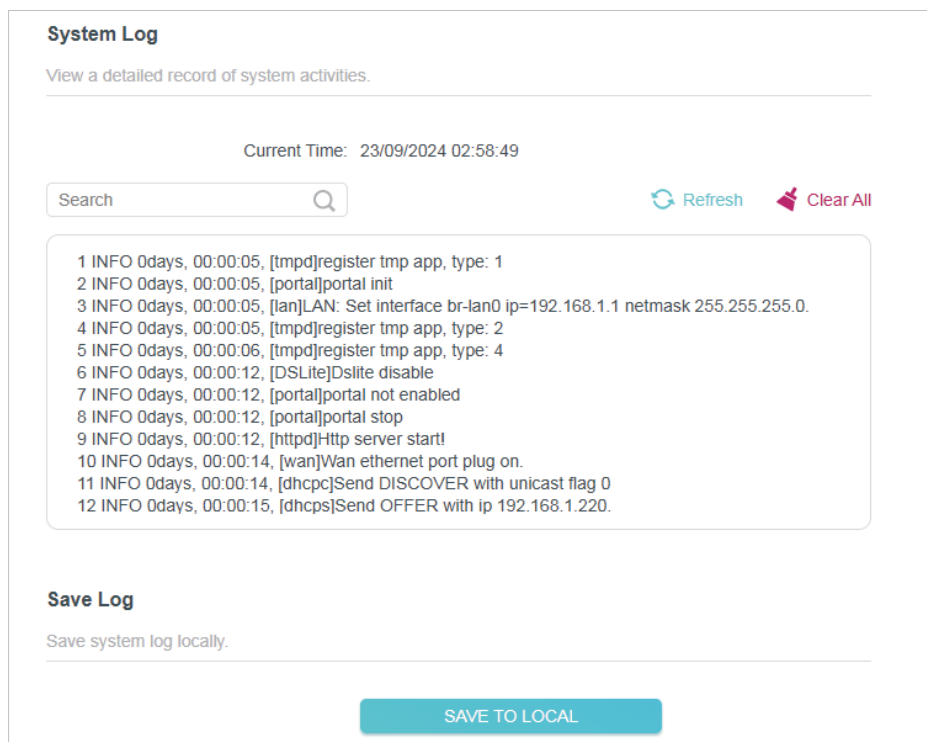 System Log
View a detailed record of system activities.
Current Time: 23/09/2024 02:58:49
Search
Refresh
Clear All
1 INFO 0days, 00:00:05, [tmpd]register tmp app, type: 1
2 INFO 0days, 00:00:05, [portal]portal init
3 INFO 0days, 00:00:05, [lan]LAN: Set interface br-lan0 ip=192.168.1.1 netmask 255.255.255.0.
4 INFO 0days, 00:00:05, [tmpd]register tmp app, type: 2
5 INFO 0days, 00:00:06, [tmpd]register tmp app, type: 4
6 INFO 0days, 00:00:12, [DSLite]Dslite disable
7 INFO 0days, 00:00:12, [portal]portal not enabled
8 INFO 0days, 00:00:12, [portal]portal stop
9 INFO 0days, 00:00:12, [httpd]Http server start!
10 INFO 0days, 00:00:14, [wan]Wan ethernet port plug on.
11 INFO 0days, 00:00:14, [dhcpc]Send DISCOVER with unicast flag 0
12 INFO 0days, 00:00:15, [dhcps]Send OFFER with ip 192.168.1.220.
Save Log
Save system log locally.
SAVE TO LOCAL